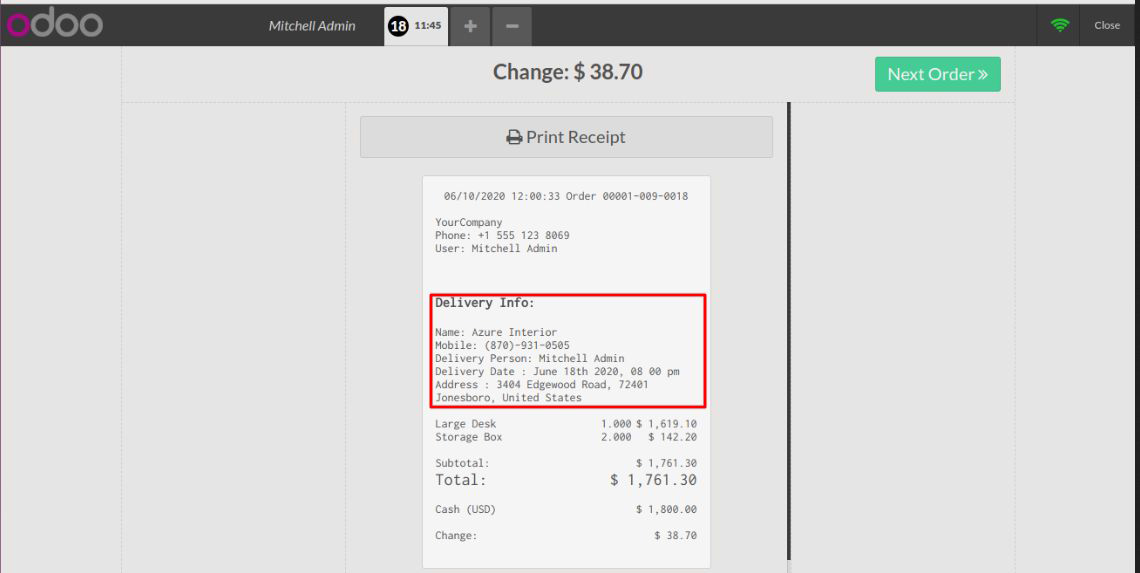 odoo
Mitchell Admin
18 11:45
+
−
Close
Change: $ 38.70
Next Order »
Print Receipt
06/10/2020 12:00:33 Order 00001-009-0018
YourCompany
Phone: +1 555 123 8069
User: Mitchell Admin
Delivery Info:
Name: Azure Interior
Mobile: (870)-931-0505
Delivery Person: Mitchell Admin
Delivery Date : June 18th 2020, 08 00 pm
Address : 3404 Edgewood Road, 72401
Jonesboro, United States
Large Desk 1.000 $ 1,619.10
Storage Box 2.000 $ 142.20
Subtotal: $ 1,761.30
Total: $ 1,761.30
Cash (USD) $ 1,800.00
Change: $ 38.70